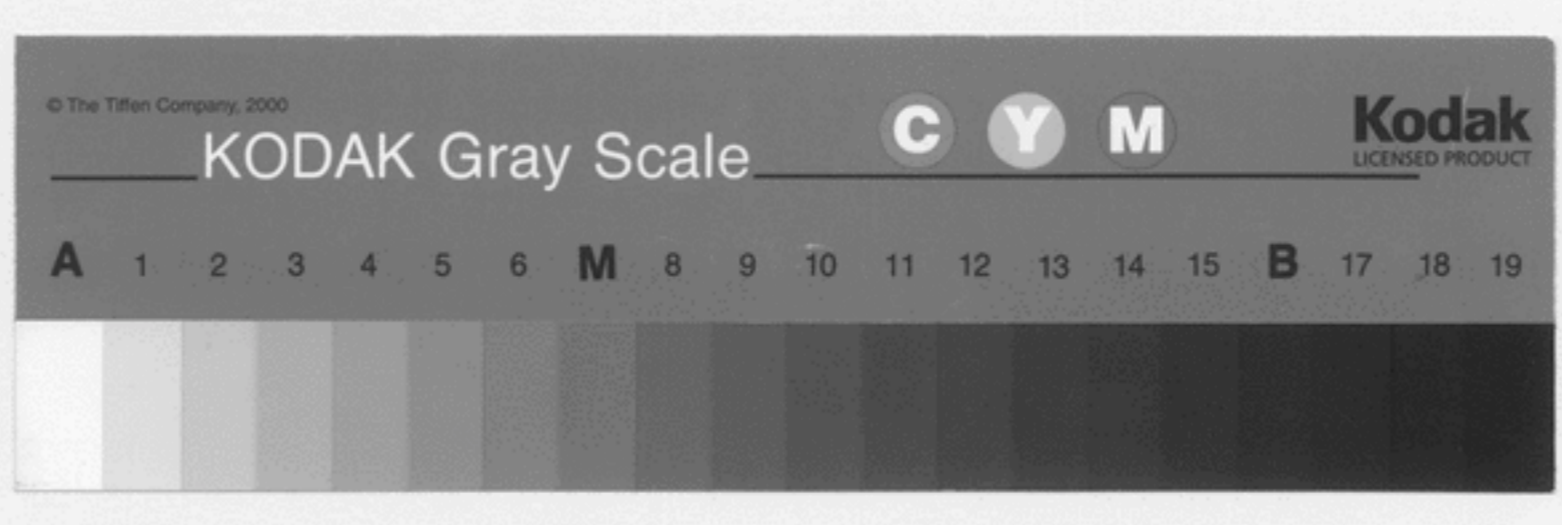 © The Tiffen Company, 2000
KODAK Gray Scale
C Y M
Kodak
LICENSED PRODUCT
A 1 2 3 4 5 6 M 8 9 10 11 12 13 14 15 B 17 18 19